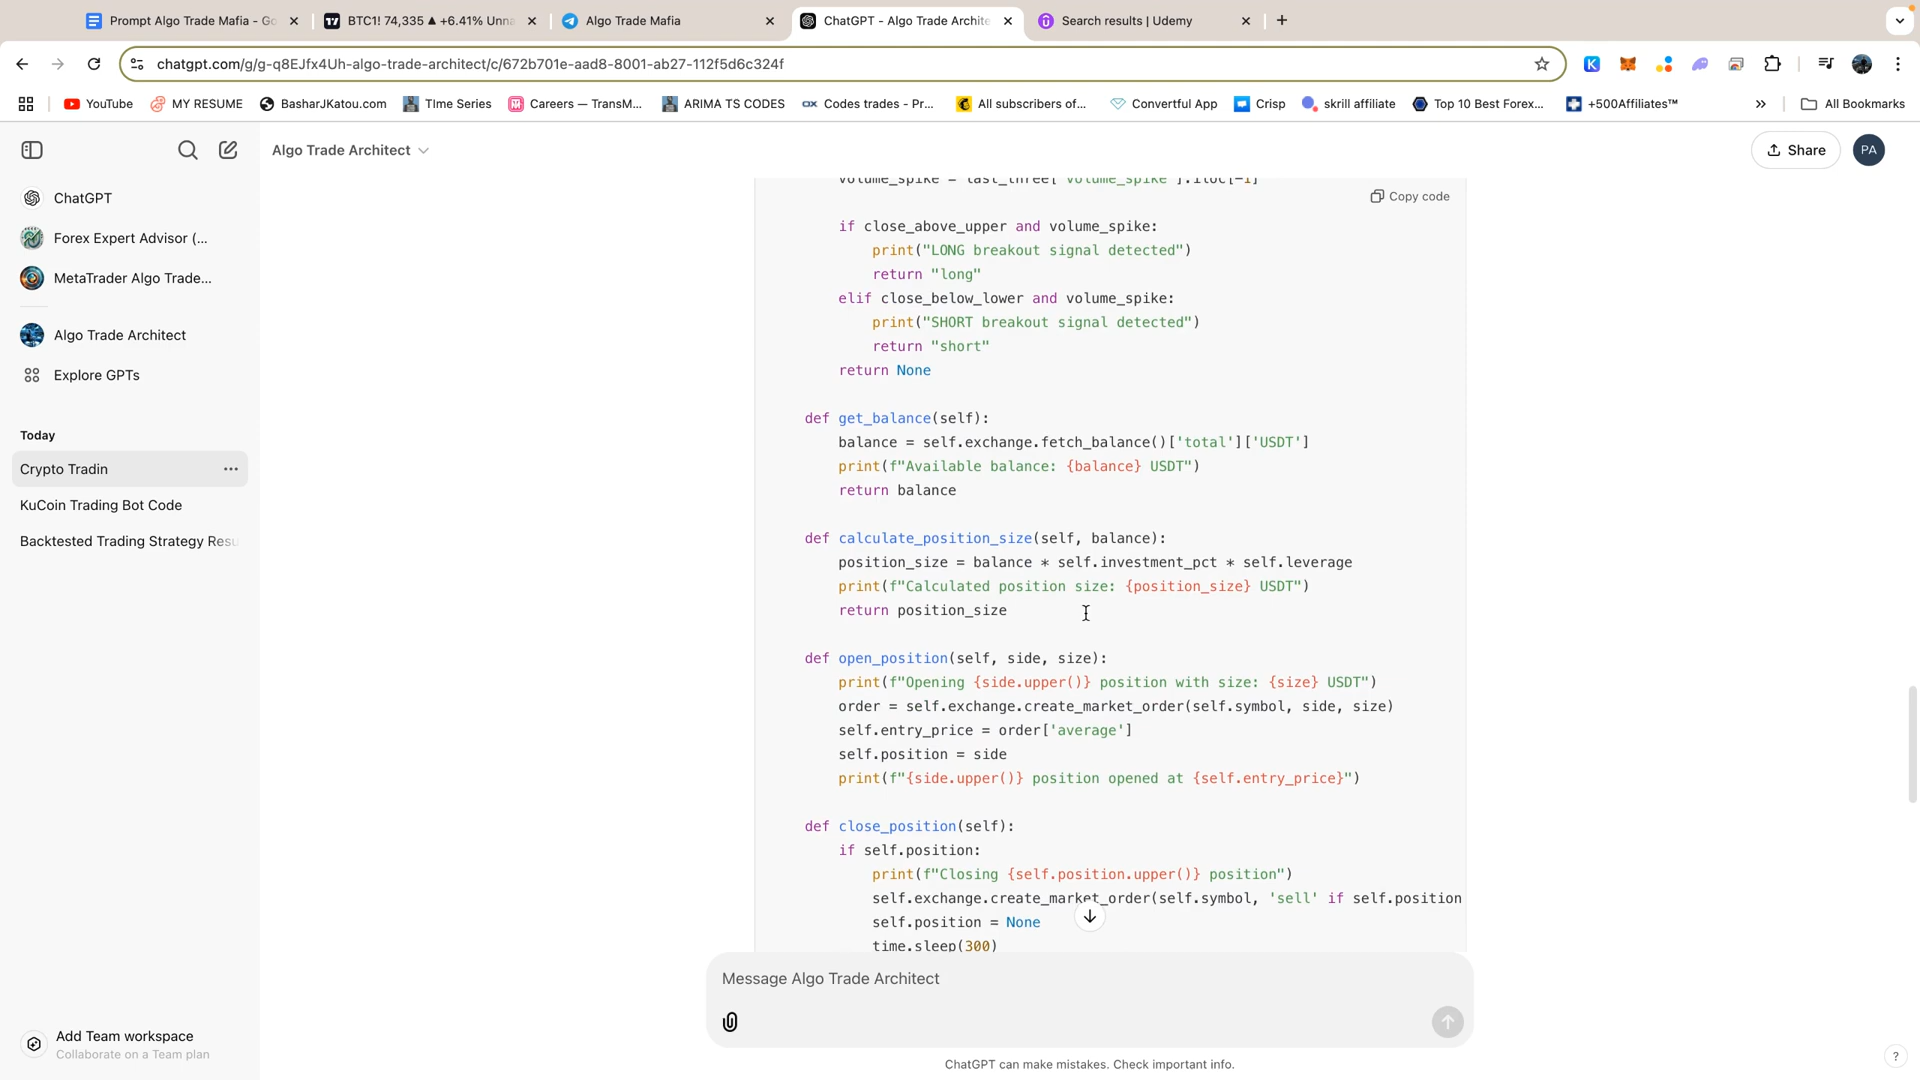 Prompt Algo Trade Mafia - Go
BTC1! 74,335 ▲ +6.41% Unna
Algo Trade Mafia
ChatGPT - Algo Trade Archite
Search results | Udemy
chatgpt.com/g/g-q8EJfx4Uh-algo-trade-architect/c/672b701e-aad8-8001-ab27-112f5d6c324f
YouTube
MY RESUME
BasharJKatou.com
TIme Series
Careers — TransM...
ARIMA TS CODES
Codes trades - Pr...
All subscribers of...
Convertful App
Crisp
skrill affiliate
Top 10 Best Forex...
+500Affiliates™
All Bookmarks
Algo Trade Architect
Share
PA
ChatGPT
Forex Expert Advisor (...
MetaTrader Algo Trade...
Algo Trade Architect
Explore GPTs
Today
Crypto Tradin
KuCoin Trading Bot Code
Backtested Trading Strategy Resu
Add Team workspace
Collaborate on a Team plan
volume_spike = last_three['volume_spike'].iloc[-1]
Copy code
if close_above_upper and volume_spike:
print("LONG breakout signal detected")
return "long"
elif close_below_lower and volume_spike:
print("SHORT breakout signal detected")
return "short"
return None
def get_balance(self):
balance = self.exchange.fetch_balance()['total']['USDT']
print(f"Available balance: {balance} USDT")
return balance
def calculate_position_size(self, balance):
position_size = balance * self.investment_pct * self.leverage
print(f"Calculated position size: {position_size} USDT")
return position_size
def open_position(self, side, size):
print(f"Opening {side.upper()} position with size: {size} USDT")
order = self.exchange.create_market_order(self.symbol, side, size)
self.entry_price = order['average']
self.position = side
print(f"{side.upper()} position opened at {self.entry_price}")
def close_position(self):
if self.position:
print(f"Closing {self.position.upper()} position")
self.exchange.create_market_order(self.symbol, 'sell' if self.position
self.position = None
time.sleep(300)
Message Algo Trade Architect
ChatGPT can make mistakes. Check important info.
?